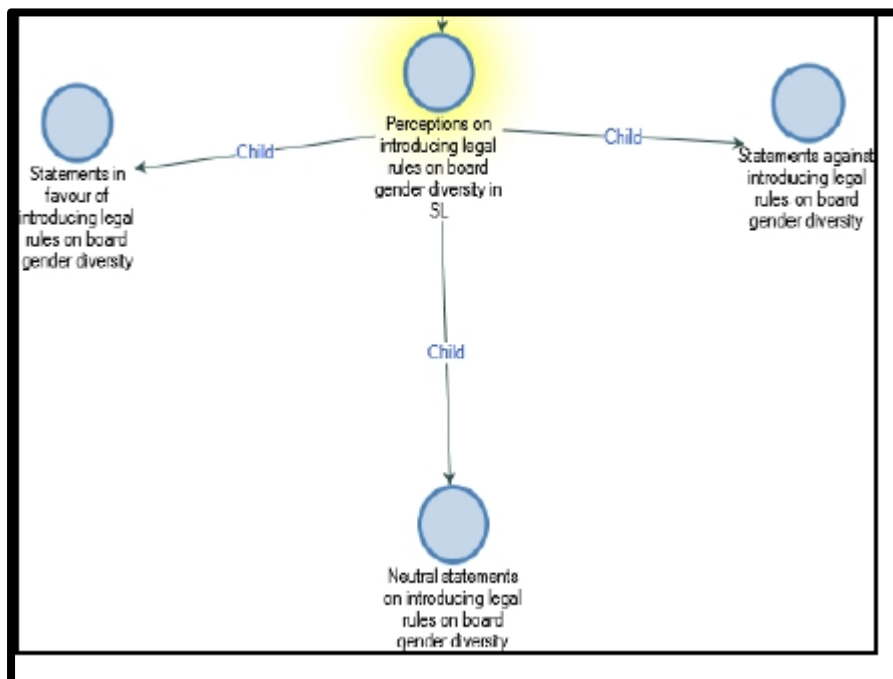 Perceptions on
introducing legal
rules on board
gender diversity in
SL
Child
Child
Statements in
favour of
introducing legal
rules on board
gender diversity
Statements against
introducing legal
rules on board
gender diversity
Child
Neutral statements
on introducing legal
rules on board
gender diversity